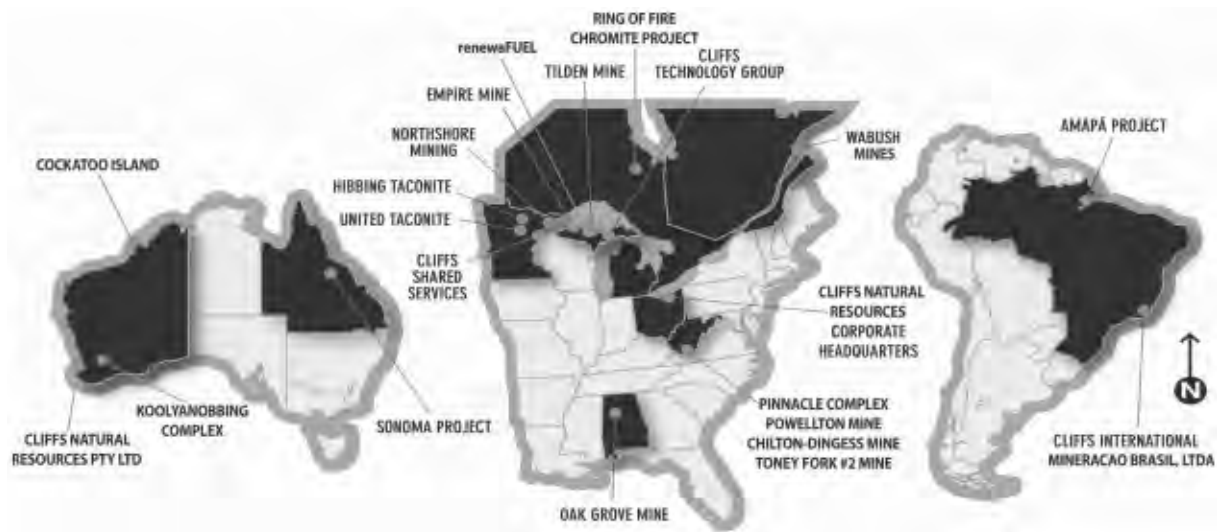 RING OF FIRE
CHROMITE PROJECT
renewaFUEL
TILDEN MINE
CLIFFS
TECHNOLOGY GROUP
EMPIRE MINE
NORTHSHORE
MINING
WABUSH
MINES
AMAPÁ PROJECT
COCKATOO ISLAND
HIBBING TACONITE
UNITED TACONITE
CLIFFS
SHARED
SERVICES
CLIFFS NATURAL
RESOURCES
CORPORATE
HEADQUARTERS
N
KOOLYANOBBING
COMPLEX
SONOMA PROJECT
CLIFFS NATURAL
RESOURCES PTY LTD
PINNACLE COMPLEX
POWELLTON MINE
CHILTON-DINGESS MINE
TONEY FORK #2 MINE
CLIFFS INTERNATIONAL
MINERACAO BRASIL, LTDA
OAK GROVE MINE